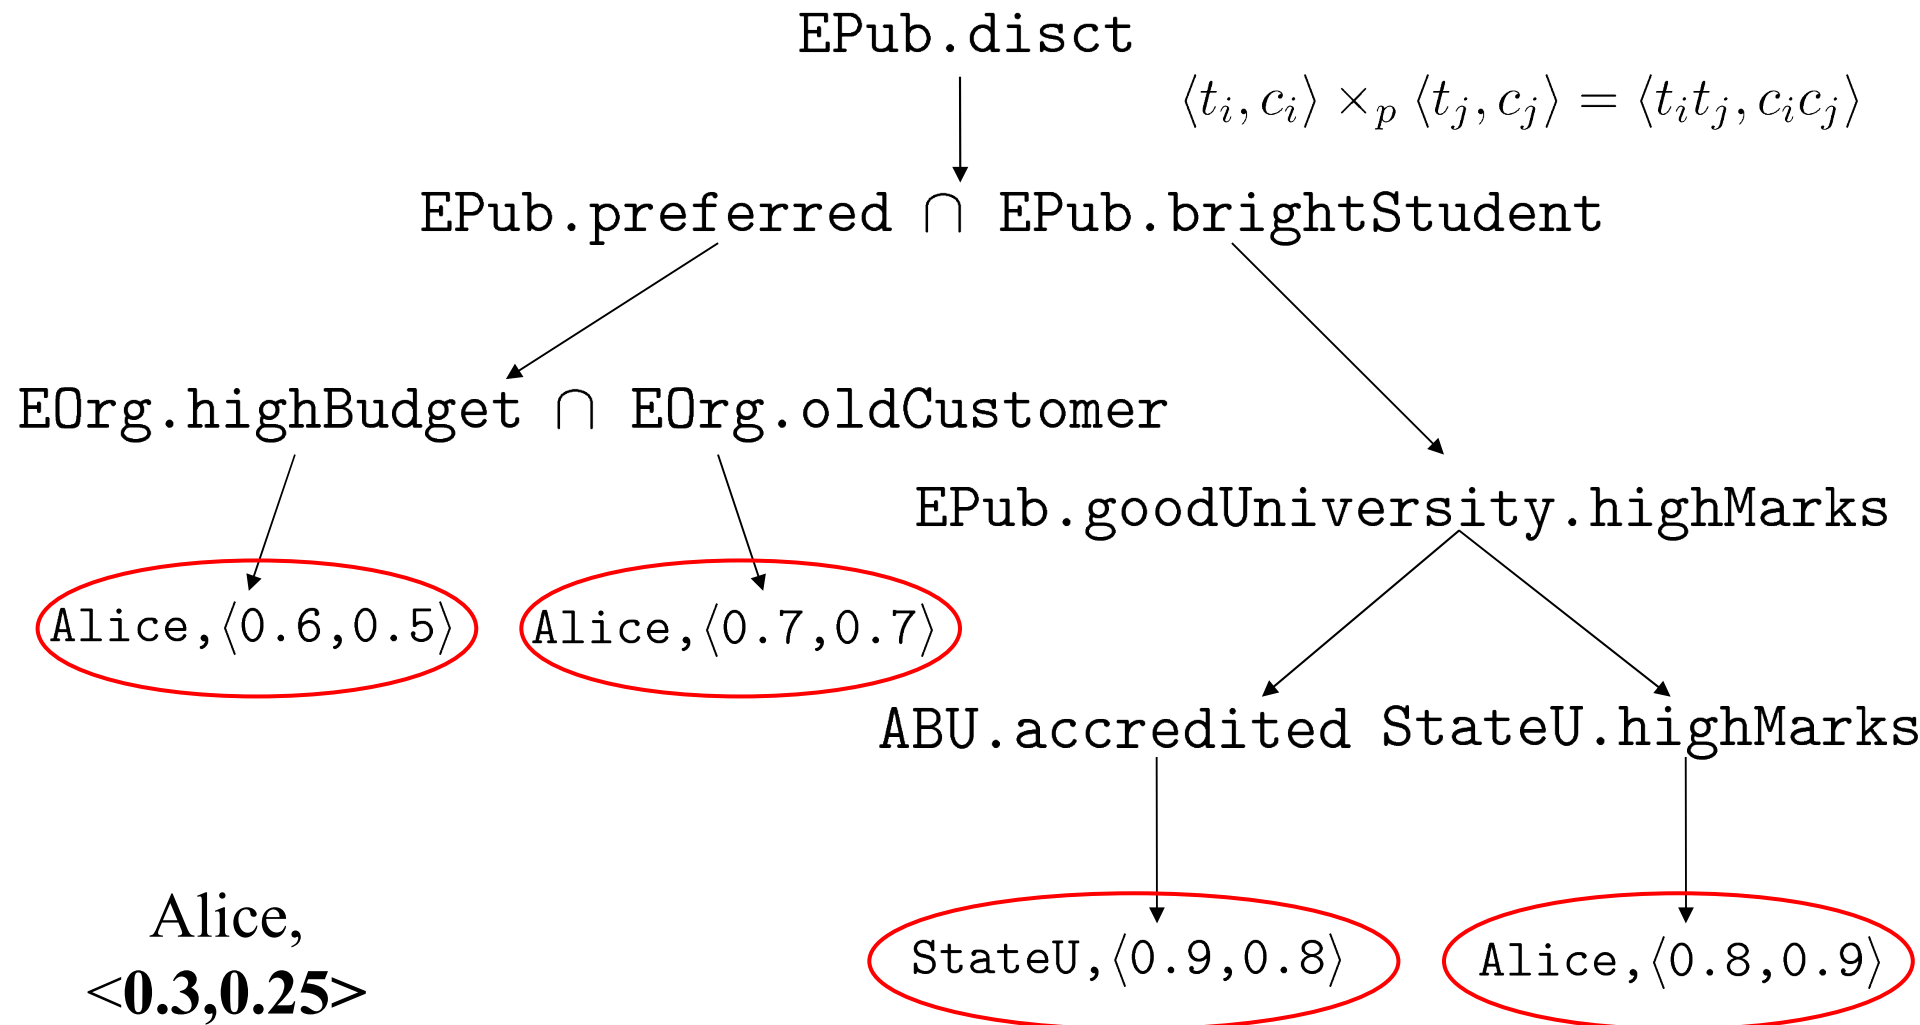 EPub.disct
⟨t_i, c_i⟩ ×_p ⟨t_j, c_j⟩ = ⟨t_i t_j, c_i c_j⟩
EPub.preferred ∩ EPub.brightStudent
EOrg.highBudget ∩ EOrg.oldCustomer
EPub.goodUniversity.highMarks
Alice,⟨0.6,0.5⟩
Alice,⟨0.7,0.7⟩
ABU.accredited
StateU.highMarks
StateU,⟨0.9,0.8⟩
Alice,⟨0.8,0.9⟩
Alice,
<0.3,0.25>